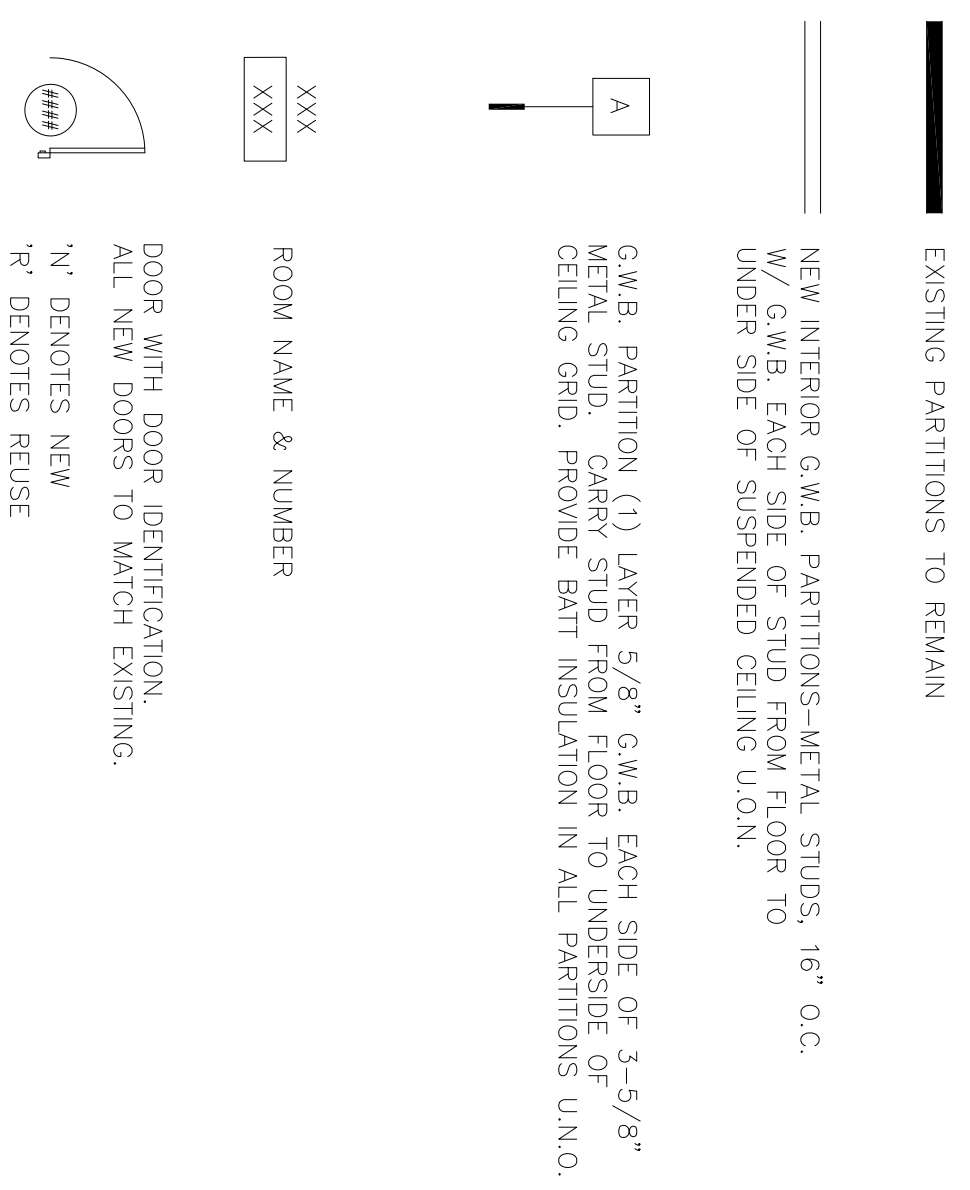 EXISTING PARTITIONS TO REMAIN
NEW INTERIOR G.W.B. PARTITIONS-METAL STUDS, 16" O.C.
W/ G.W.B. EACH SIDE OF STUD FROM FLOOR TO
UNDER SIDE OF SUSPENDED CEILING U.O.N.
A
G.W.B. PARTITION (1) LAYER 5/8" G.W.B. EACH SIDE OF 3-5/8"
METAL STUD. CARRY STUD FROM FLOOR TO UNDERSIDE OF
CEILING GRID. PROVIDE BATT INSULATION IN ALL PARTITIONS U.N.O.
XXX
XXX
ROOM NAME & NUMBER
####
DOOR WITH DOOR IDENTIFICATION.
ALL NEW DOORS TO MATCH EXISTING.
'N' DENOTES NEW
'R' DENOTES REUSE